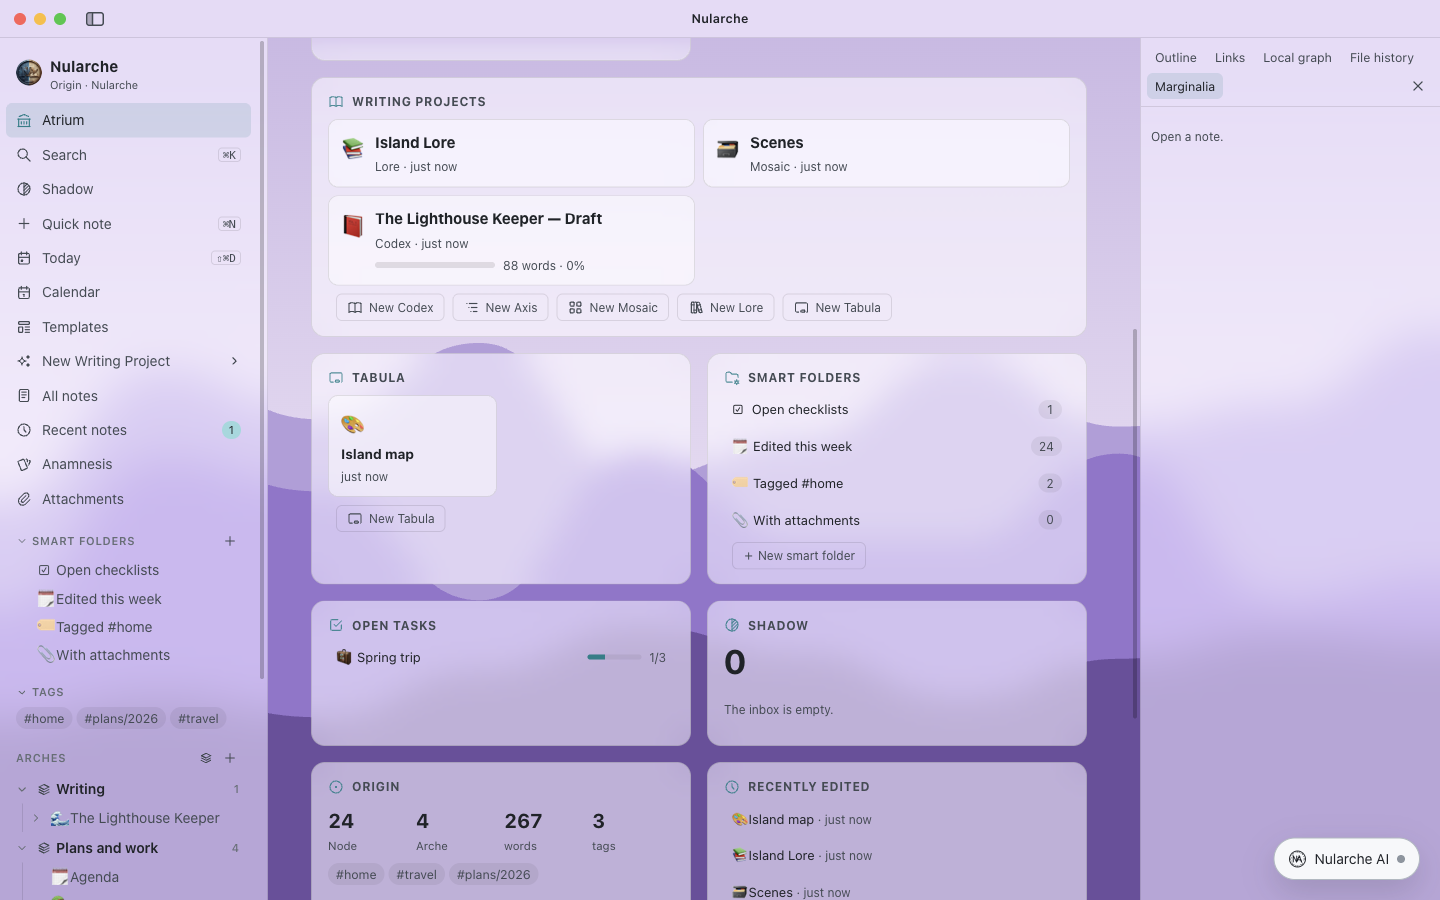 Nularche
Nularche
Origin · Nularche
Atrium
Search ⌘K
Shadow
Quick note ⌘N
Today ⇧⌘D
Calendar
Templates
New Writing Project
All notes
Recent notes 1
Anamnesis
Attachments
SMART FOLDERS
Open checklists
Edited this week
Tagged #home
With attachments
TAGS
#home #plans/2026 #travel
ARCHES
Writing 1
The Lighthouse Keeper
Plans and work 4
Agenda
WRITING PROJECTS
Island Lore
Lore · just now
Scenes
Mosaic · just now
The Lighthouse Keeper — Draft
Codex · just now
88 words · 0%
New Codex New Axis New Mosaic New Lore New Tabula
TABULA
Island map
just now
New Tabula
SMART FOLDERS
Open checklists 1
Edited this week 24
Tagged #home 2
With attachments 0
+ New smart folder
OPEN TASKS
Spring trip 1/3
SHADOW
0
The inbox is empty.
ORIGIN
24 4 267 3
Node Arche words tags
#home #travel #plans/2026
RECENTLY EDITED
Island map · just now
Island Lore · just now
Scenes · just now
Outline Links Local graph File history
Marginalia
Open a note.
NA Nularche AI